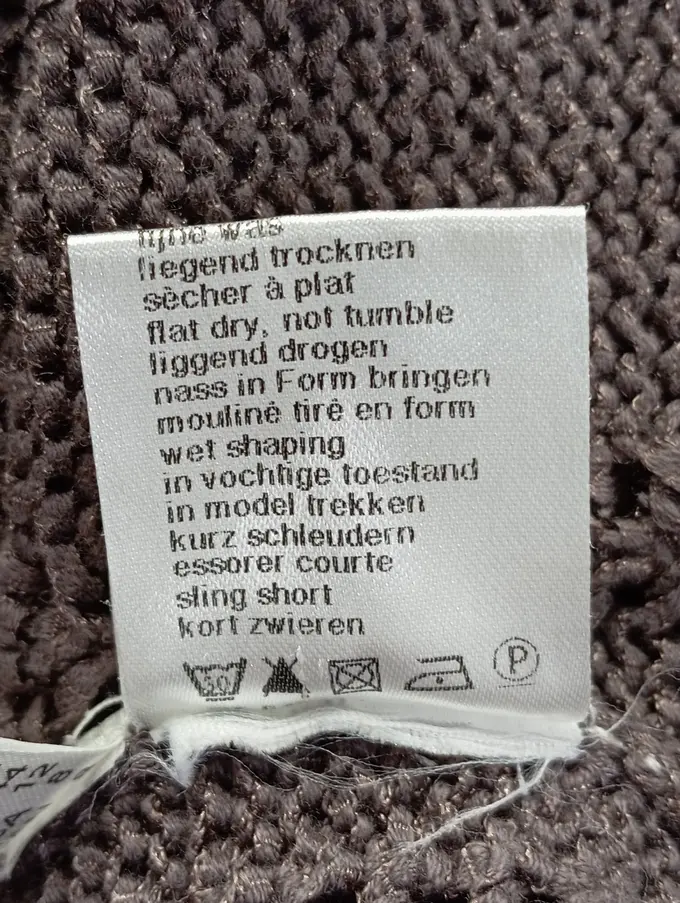 liegend trocknen
sêcher à plat
flat dry, not tumble
liggend drogen
nass in Form bringen
mouliné tiré en form
wet shaping
in vochtige toestand
in model trekken
kurz schleudern
essorer courte
sling short
kort zwieren
30
P